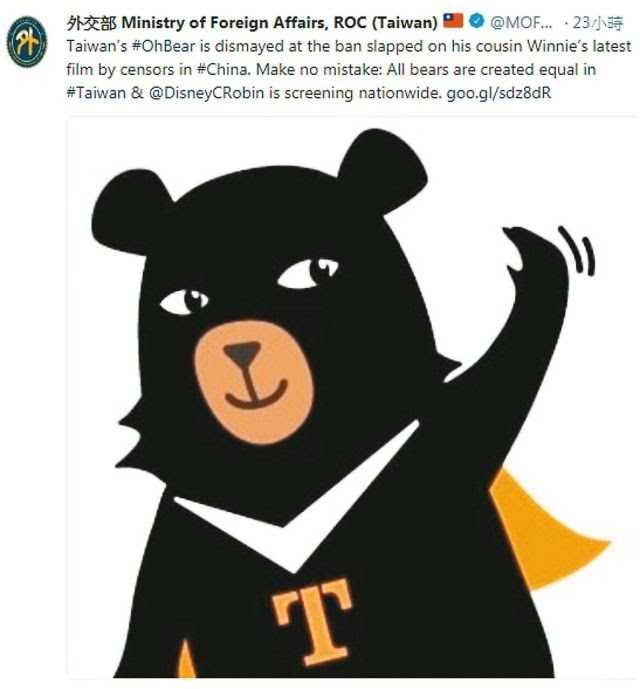 外交部 Ministry of Foreign Affairs, ROC (Taiwan) @MOF... · 23小時
Taiwan's #OhBear is dismayed at the ban slapped on his cousin Winnie's latest
film by censors in #China. Make no mistake: All bears are created equal in
#Taiwan & @DisneyCRobin is screening nationwide. goo.gl/sdz8dR
T